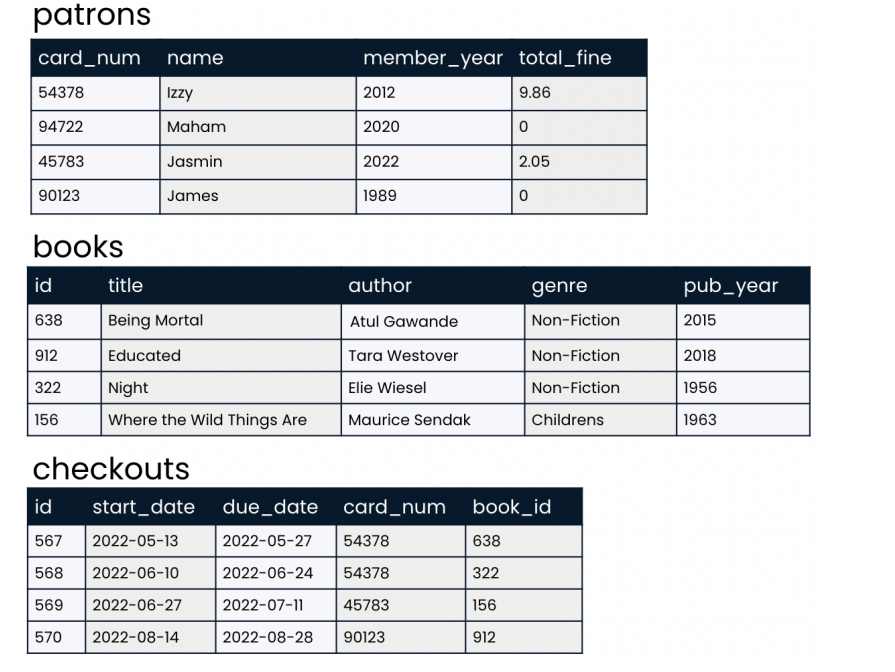 patrons
card_num name member_year total_fine
54378 Izzy 2012 9.86
94722 Maham 2020 0
45783 Jasmin 2022 2.05
90123 James 1989 0
books
id title author genre pub_year
638 Being Mortal Atul Gawande Non-Fiction 2015
912 Educated Tara Westover Non-Fiction 2018
322 Night Elie Wiesel Non-Fiction 1956
156 Where the Wild Things Are Maurice Sendak Childrens 1963
checkouts
id start_date due_date card_num book_id
567 2022-05-13 2022-05-27 54378 638
568 2022-06-10 2022-06-24 54378 322
569 2022-06-27 2022-07-11 45783 156
570 2022-08-14 2022-08-28 90123 912